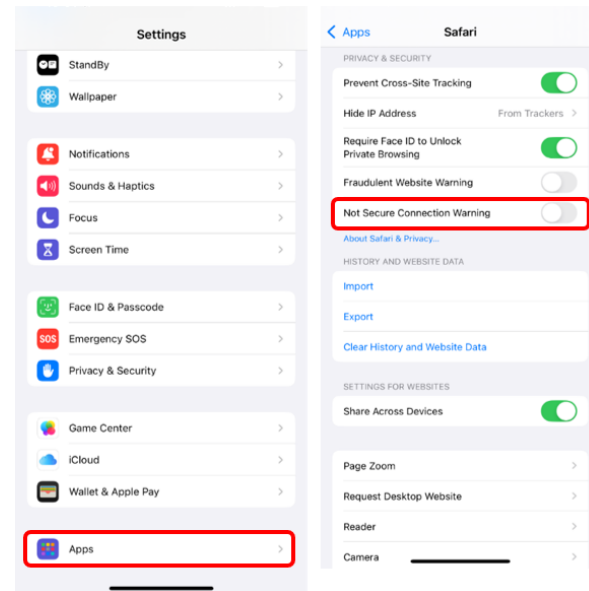 Settings
StandBy
Wallpaper
Notifications
Sounds & Haptics
Focus
Screen Time
Face ID & Passcode
SOS
Emergency SOS
Privacy & Security
Game Center
iCloud
Wallet & Apple Pay
Apps
Apps
Safari
PRIVACY & SECURITY
Prevent Cross-Site Tracking
Hide IP Address
From Trackers
Require Face ID to Unlock
Private Browsing
Fraudulent Website Warning
Not Secure Connection Warning
About Safari & Privacy...
HISTORY AND WEBSITE DATA
Import
Export
Clear History and Website Data
SETTINGS FOR WEBSITES
Share Across Devices
Page Zoom
Request Desktop Website
Reader
Camera